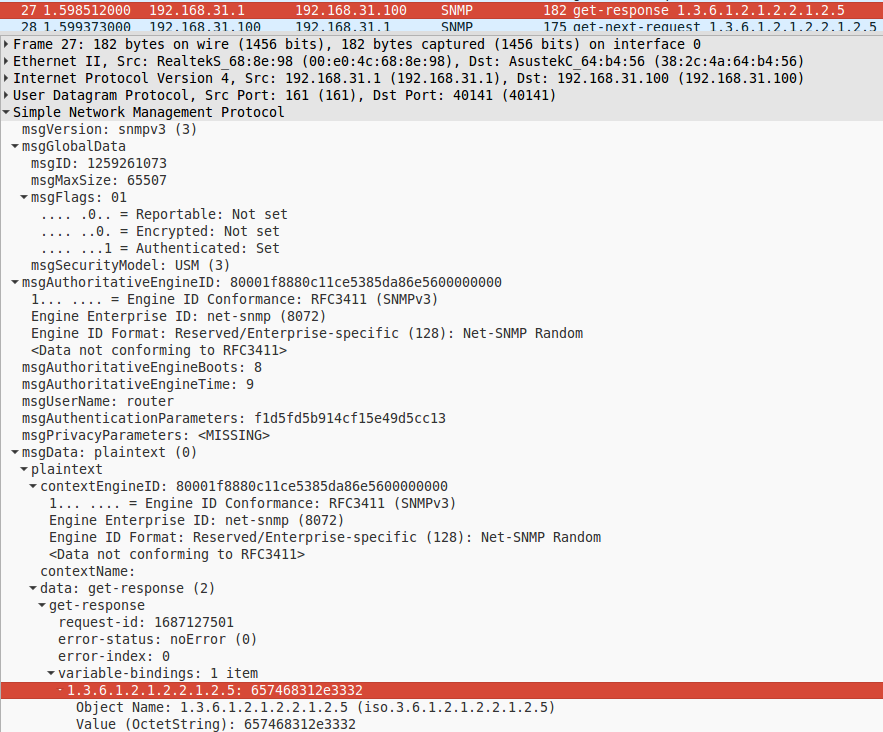 27 1.598512000 192.168.31.1 192.168.31.100 SNMP 182 get-response 1.3.6.1.2.1.2.2.1.2.5
28 1.599373000 192.168.31.100 192.168.31.1 SNMP 175 get-next-request 1.3.6.1.2.1.2.2.1.2.5
Frame 27: 182 bytes on wire (1456 bits), 182 bytes captured (1456 bits) on interface 0
Ethernet II, Src: RealtekS_68:8e:98 (00:e0:4c:68:8e:98), Dst: AsustekC_64:b4:56 (38:2c:4a:64:b4:56)
Internet Protocol Version 4, Src: 192.168.31.1 (192.168.31.1), Dst: 192.168.31.100 (192.168.31.100)
User Datagram Protocol, Src Port: 161 (161), Dst Port: 40141 (40141)
Simple Network Management Protocol
msgVersion: snmpv3 (3)
msgGlobalData
msgID: 1259261073
msgMaxSize: 65507
msgFlags: 01
.... .0.. = Reportable: Not set
.... ..0. = Encrypted: Not set
.... ...1 = Authenticated: Set
msgSecurityModel: USM (3)
msgAuthoritativeEngineID: 80001f8880c11ce5385da86e5600000000
1... .... = Engine ID Conformance: RFC3411 (SNMPv3)
Engine Enterprise ID: net-snmp (8072)
Engine ID Format: Reserved/Enterprise-specific (128): Net-SNMP Random
<Data not conforming to RFC3411>
msgAuthoritativeEngineBoots: 8
msgAuthoritativeEngineTime: 9
msgUserName: router
msgAuthenticationParameters: f1d5fd5b914cf15e49d5cc13
msgPrivacyParameters: <MISSING>
msgData: plaintext (0)
plaintext
contextEngineID: 80001f8880c11ce5385da86e5600000000
1... .... = Engine ID Conformance: RFC3411 (SNMPv3)
Engine Enterprise ID: net-snmp (8072)
Engine ID Format: Reserved/Enterprise-specific (128): Net-SNMP Random
<Data not conforming to RFC3411>
contextName:
data: get-response (2)
get-response
request-id: 1687127501
error-status: noError (0)
error-index: 0
variable-bindings: 1 item
1.3.6.1.2.1.2.2.1.2.5: 657468312e3332
Object Name: 1.3.6.1.2.1.2.2.1.2.5 (iso.3.6.1.2.1.2.2.1.2.5)
Value (OctetString): 657468312e3332